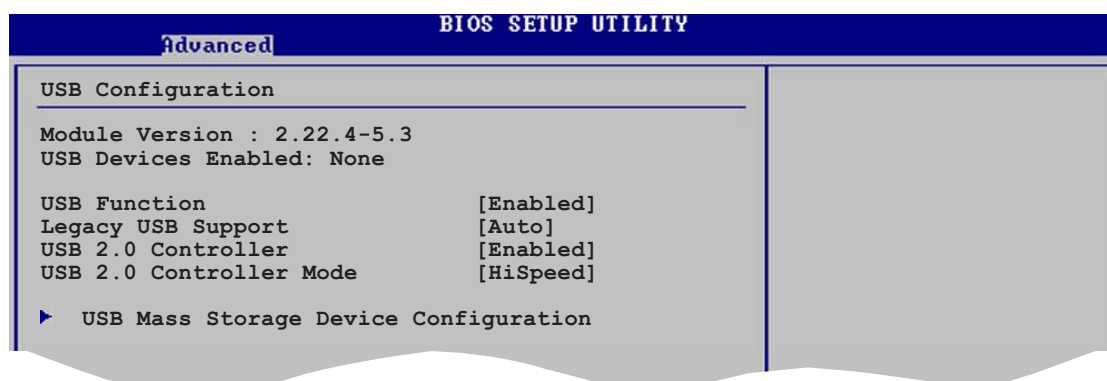 BIOS SETUP UTILITY
Advanced
USB Configuration
Module Version : 2.22.4-5.3
USB Devices Enabled: None
USB Function [Enabled]
Legacy USB Support [Auto]
USB 2.0 Controller [Enabled]
USB 2.0 Controller Mode [HiSpeed]
USB Mass Storage Device Configuration